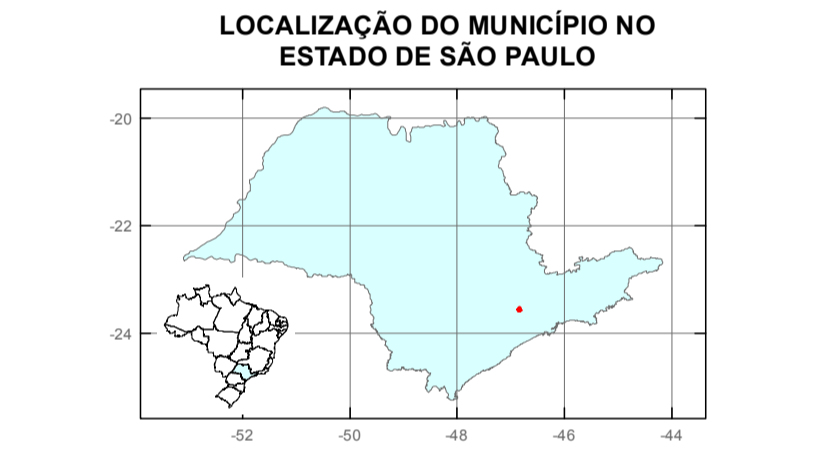 LOCALIZAÇÃO DO MUNICÍPIO NO
ESTADO DE SÃO PAULO
-20
-22
-24
-52 -50 -48 -46 -44